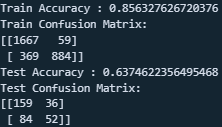 Train Accuracy : 0.856327626720376
Train Confusion Matrix:
[[1667   59]
 [ 369  884]]
Test Accuracy : 0.6374622356495468
Test Confusion Matrix:
[[159  36]
 [ 84  52]]